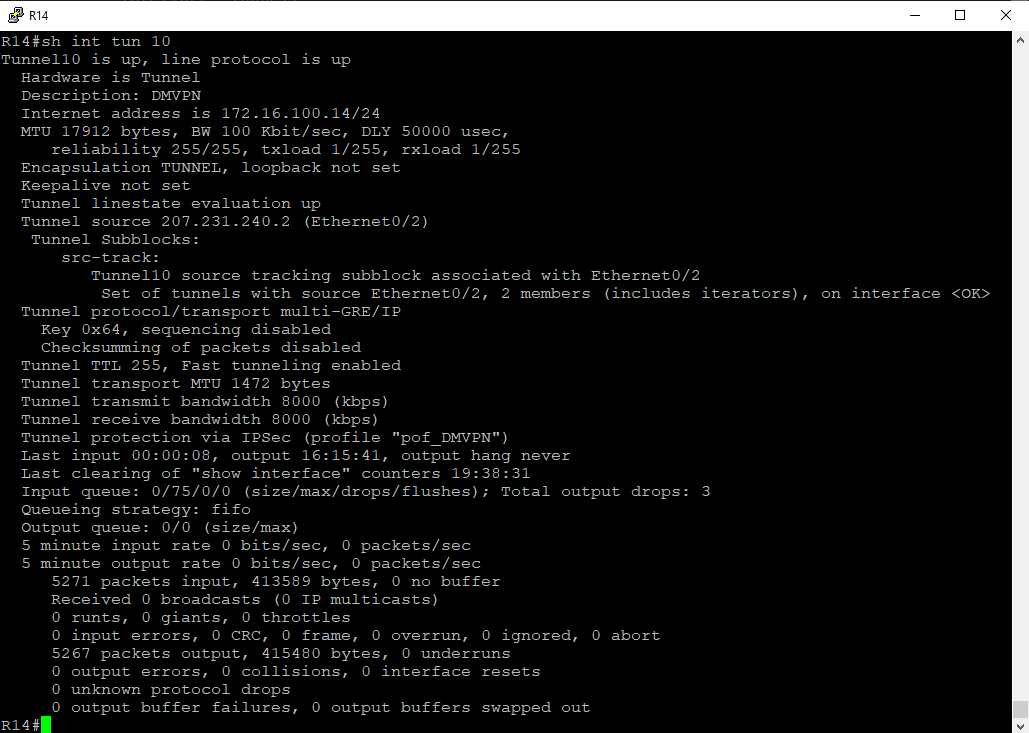 R14
R14#sh int tun 10
Tunnel10 is up, line protocol is up
  Hardware is Tunnel
  Description: DMVPN
  Internet address is 172.16.100.14/24
  MTU 17912 bytes, BW 100 Kbit/sec, DLY 50000 usec,
     reliability 255/255, txload 1/255, rxload 1/255
  Encapsulation TUNNEL, loopback not set
  Keepalive not set
  Tunnel linestate evaluation up
  Tunnel source 207.231.240.2 (Ethernet0/2)
   Tunnel Subblocks:
      src-track:
         Tunnel10 source tracking subblock associated with Ethernet0/2
          Set of tunnels with source Ethernet0/2, 2 members (includes iterators), on interface <OK>
  Tunnel protocol/transport multi-GRE/IP
    Key 0x64, sequencing disabled
    Checksumming of packets disabled
  Tunnel TTL 255, Fast tunneling enabled
  Tunnel transport MTU 1472 bytes
  Tunnel transmit bandwidth 8000 (kbps)
  Tunnel receive bandwidth 8000 (kbps)
  Tunnel protection via IPSec (profile "pof_DMVPN")
  Last input 00:00:08, output 16:15:41, output hang never
  Last clearing of "show interface" counters 19:38:31
  Input queue: 0/75/0/0 (size/max/drops/flushes); Total output drops: 3
  Queueing strategy: fifo
  Output queue: 0/0 (size/max)
  5 minute input rate 0 bits/sec, 0 packets/sec
  5 minute output rate 0 bits/sec, 0 packets/sec
     5271 packets input, 413589 bytes, 0 no buffer
     Received 0 broadcasts (0 IP multicasts)
     0 runts, 0 giants, 0 throttles
     0 input errors, 0 CRC, 0 frame, 0 overrun, 0 ignored, 0 abort
     5267 packets output, 415480 bytes, 0 underruns
     0 output errors, 0 collisions, 0 interface resets
     0 unknown protocol drops
     0 output buffer failures, 0 output buffers swapped out
R14#